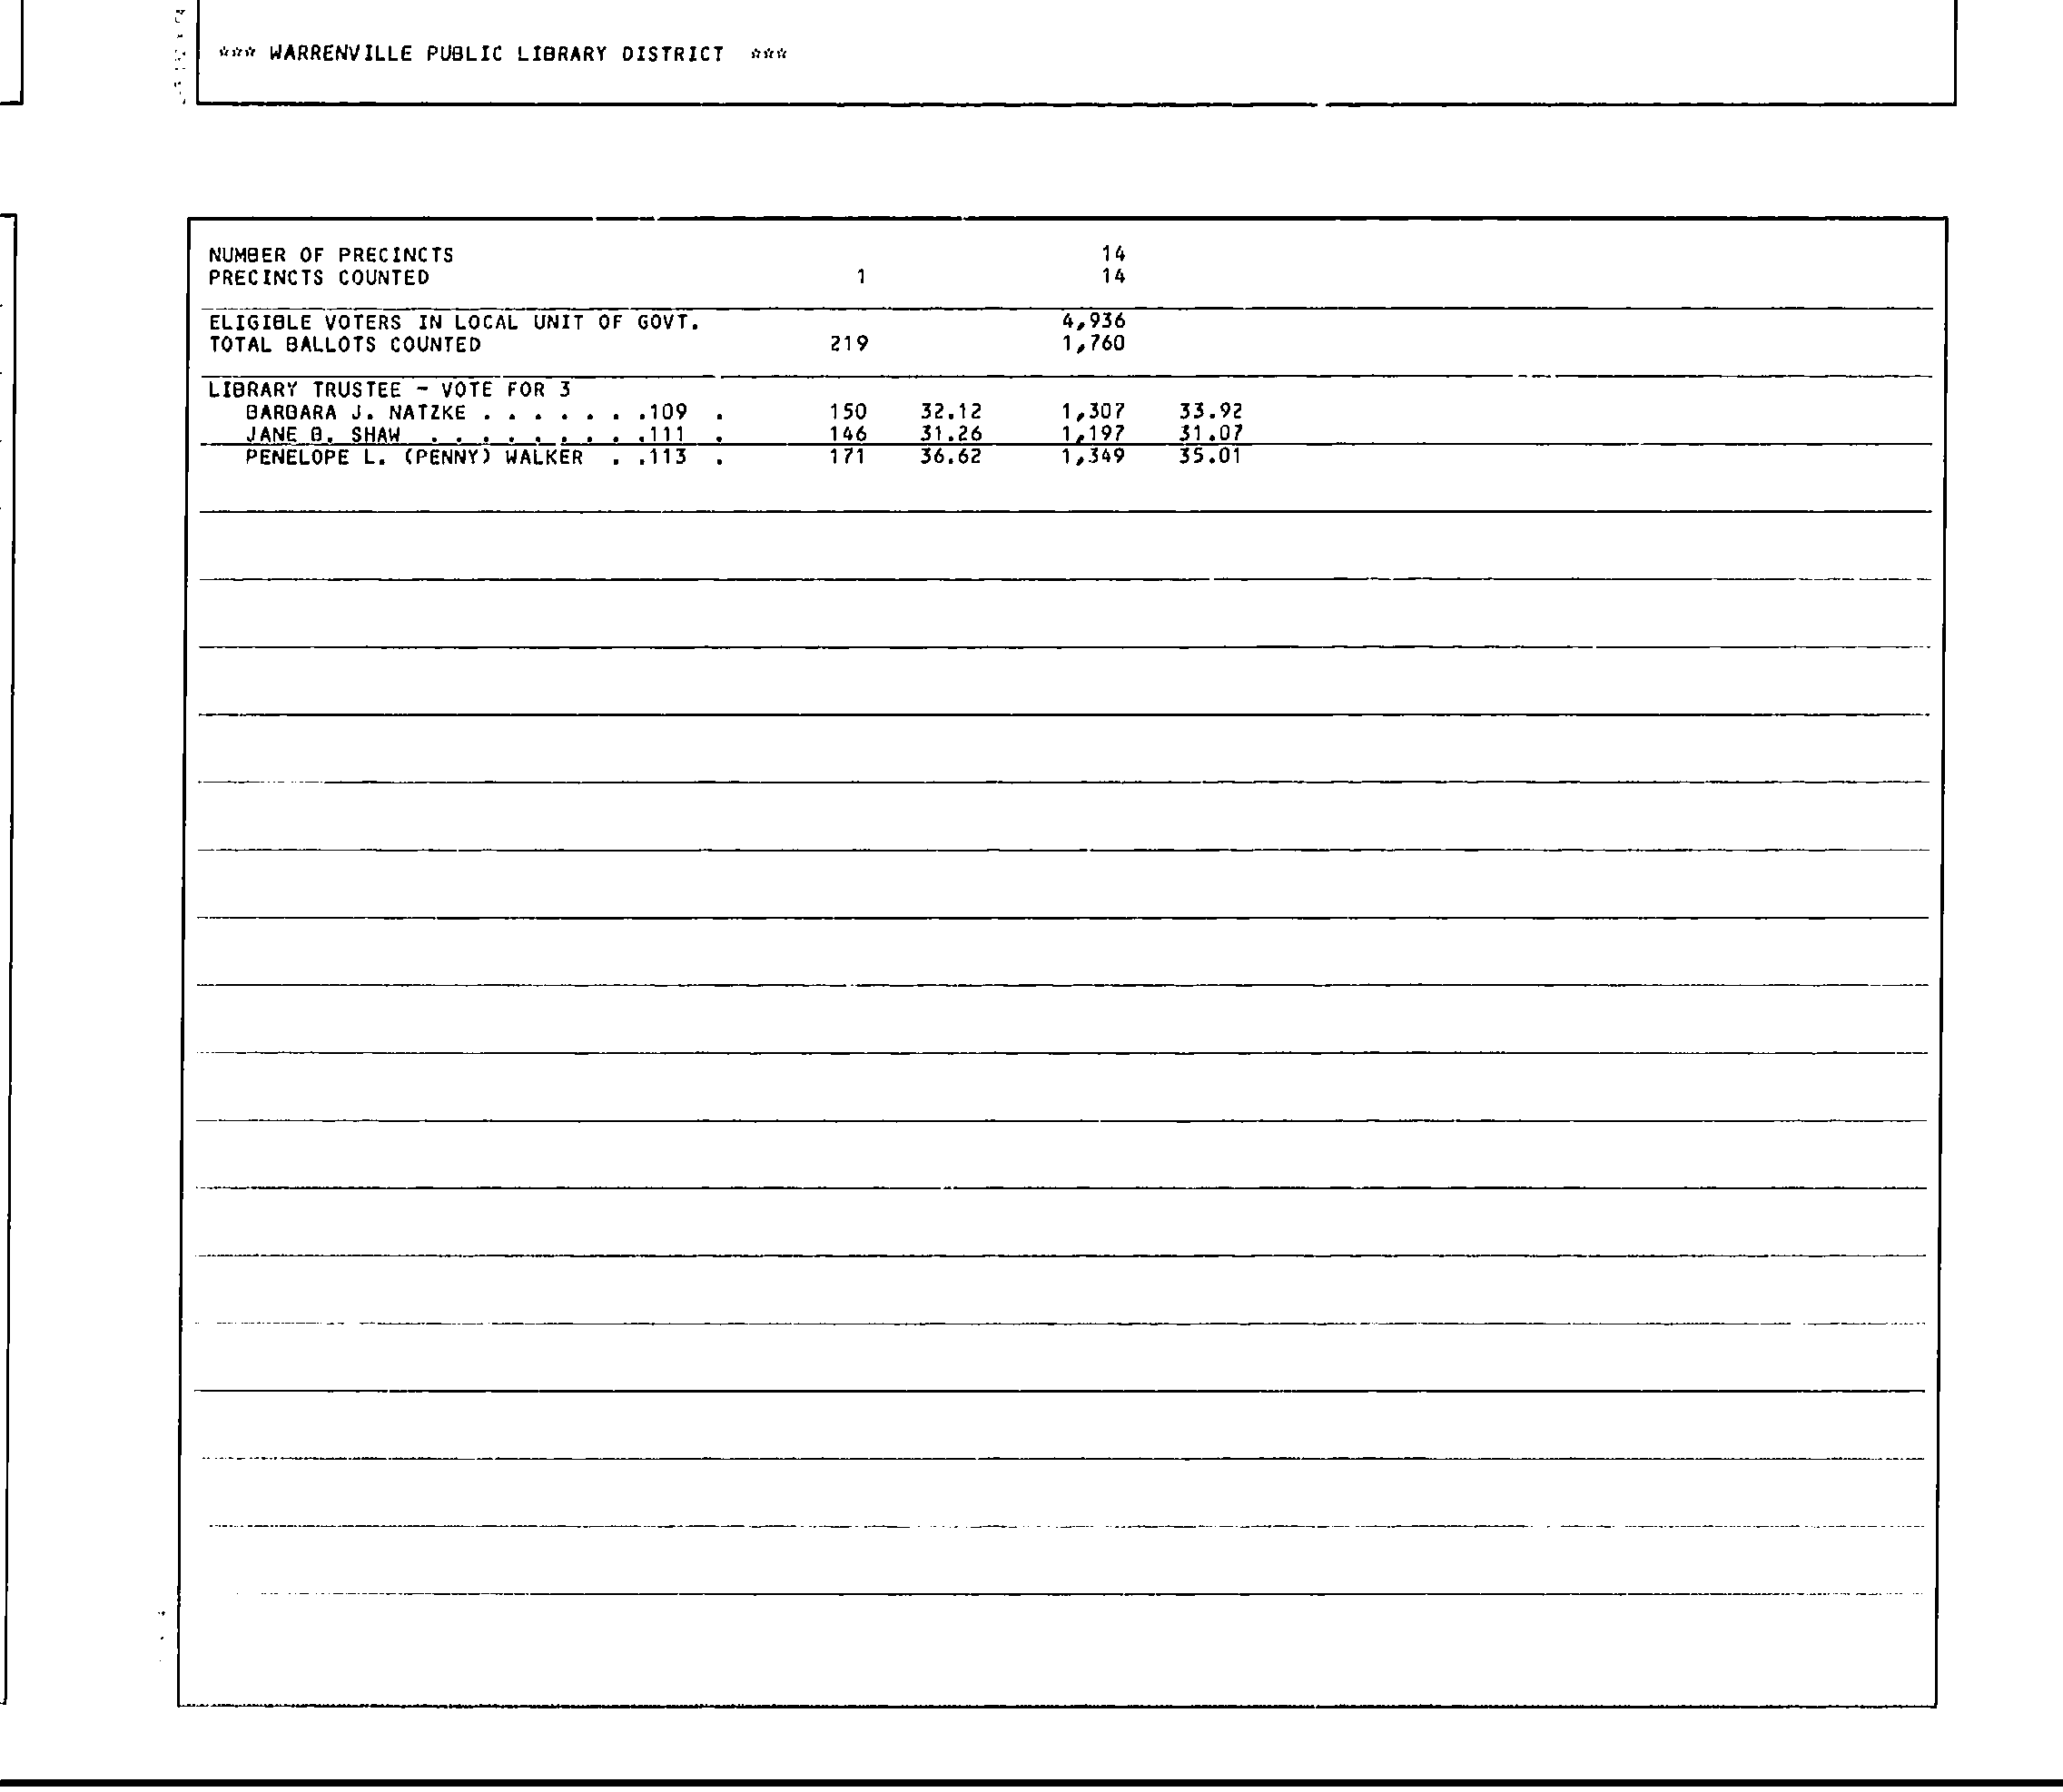 *** WARRENVILLE PUBLIC LIBRARY DISTRICT ***
NUMBER OF PRECINCTS 14
PRECINCTS COUNTED 1 14
ELIGIBLE VOTERS IN LOCAL UNIT OF GOVT. 4,936
TOTAL BALLOTS COUNTED 219 1,760
LIBRARY TRUSTEE - VOTE FOR 3
BARBARA J. NATZKE . . . . . . .109 . 150 32.12 1,307 33.92
JANE B. SHAW . . . . . . . . .111 . 146 31.26 1,197 31.07
PENELOPE L. (PENNY) WALKER . .113 . 171 36.62 1,349 35.01